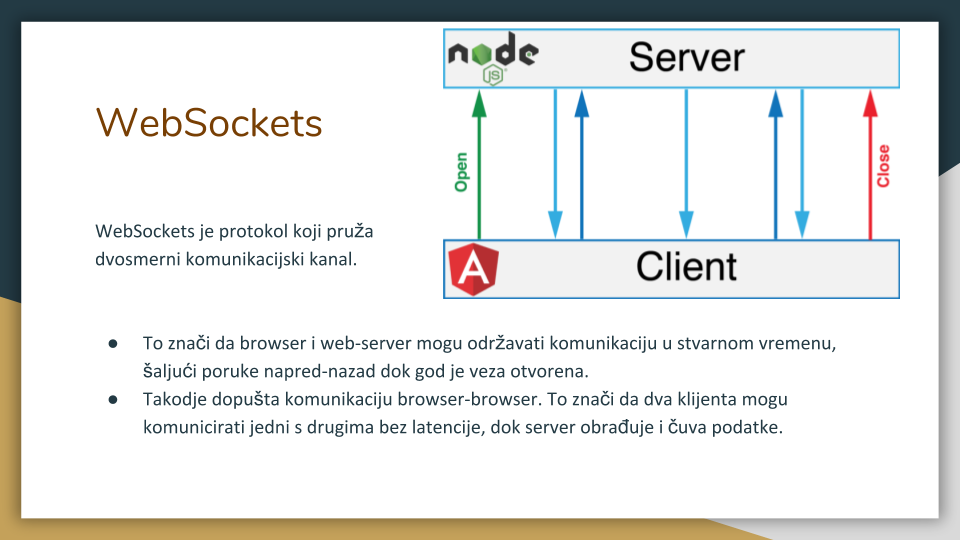 WebSockets
WebSockets je protokol koji pruža
dvosmerni komunikacijski kanal.
node
JS
Server
Open
Close
A
Client
● To znači da browser i web-server mogu održavati komunikaciju u stvarnom vremenu,
šaljući poruke napred-nazad dok god je veza otvorena.
● Takodje dopušta komunikaciju browser-browser. To znači da dva klijenta mogu
komunicirati jedni s drugima bez latencije, dok server obrađuje i čuva podatke.